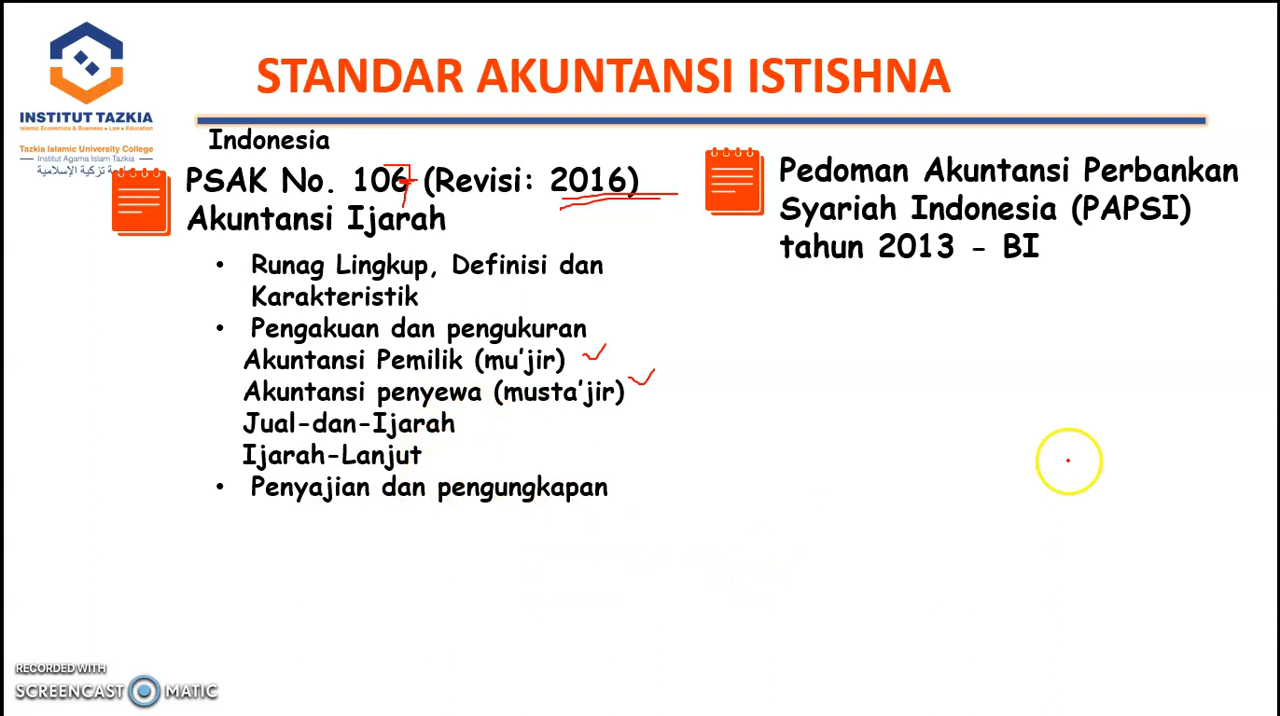 STANDAR AKUNTANSI ISTISHNA
INSTITUT TAZKIA
Islamic Economics & Business • Law • Education
Tazkia Islamic University College
Institut Agama Islam Tazkia
Indonesia
PSAK No. 106 7 (Revisi: 2016)
Akuntansi Ijarah
• Runag Lingkup, Definisi dan
Karakteristik
• Pengakuan dan pengukuran
Akuntansi Pemilik (mu’jir)
Akuntansi penyewa (musta’jir)
Jual-dan-Ijarah
Ijarah-Lanjut
• Penyajian dan pengungkapan
Pedoman Akuntansi Perbankan
Syariah Indonesia (PAPSI)
tahun 2013 - BI
RECORDED WITH
SCREENCAST MATIC